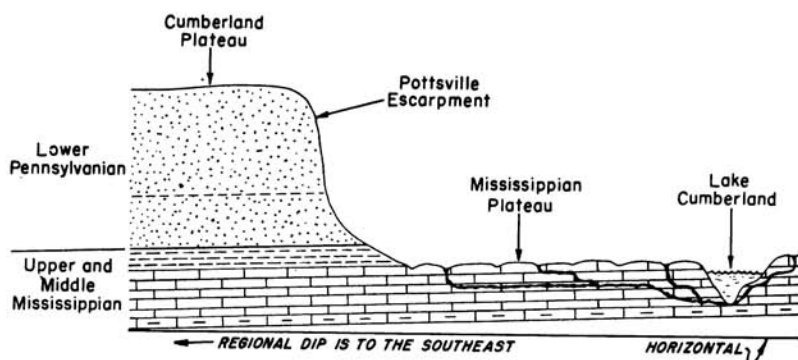 Cumberland
Plateau
Pottsville
Escarpment
Lower
Pennsylvanian
Mississippian
Plateau
Lake
Cumberland
Upper and
Middle
Mississippian
REGIONAL DIP IS TO THE SOUTHEAST
HORIZONTAL